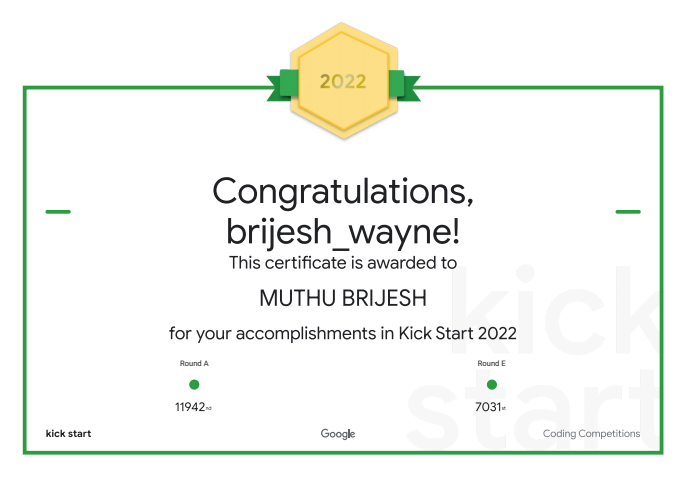 2022
Congratulations,
brijesh_wayne!
This certificate is awarded to
MUTHU BRIJESH
for your accomplishments in Kick Start 2022
Round A Round E
11942nd 7031st
kick start
kick start Google Coding Competitions